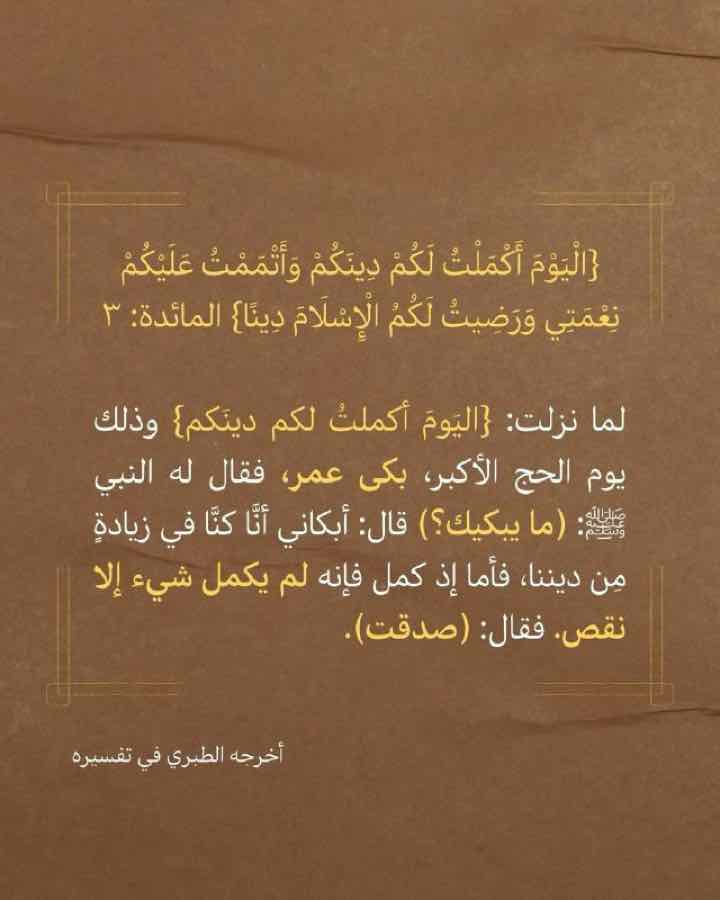 {الْيَوْمَ أَكْمَلْتُ لَكُمْ دِينَكُمْ وَأَتْمَمْتُ عَلَيْكُمْ
نِعْمَتِي وَرَضِيتُ لَكُمُ الْإِسْلَامَ دِينًا} المائدة: ٣
لما نزلت: {اليَومَ أكملتُ لكم دينَكم} وذلك
يوم الحج الأكبر، بكى عمر، فقال له النبي
ﷺ: (ما يبكيك؟) قال: أبكاني أنَّا كنَّا في زيادةٍ
مِن ديننا، فأما إذ كمل فإنه لم يكمل شيء إلا
نقص. فقال: (صدقت).
أخرجه الطبري في تفسيره